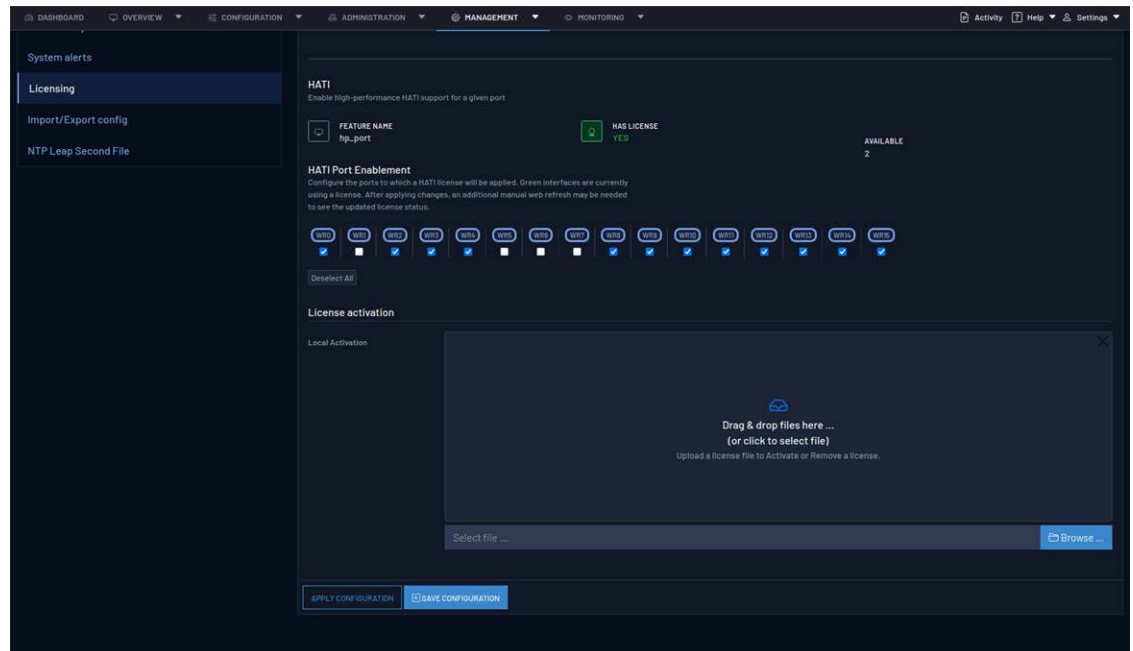 DASHBOARD OVERVIEW CONFIGURATION ADMINISTRATION MANAGEMENT MONITORING Activity Help Settings
System alerts
Licensing
Import/Export config
NTP Leap Second File
HATI
Enable high-performance HATI support for a given port
FEATURE NAME
hp_port
HAS LICENSE
YES
AVAILABLE
2
HATI Port Enablement
Configure the ports to which a HATI license will be applied. Green interfaces are currently
using a license. After applying changes, an additional manual web refresh may be needed
to see the updated license status.
WR0 WR1 WR2 WR3 WR4 WR5 WR6 WR7 WR8 WR9 WR10 WR11 WR12 WR13 WR14 WR15
Deselect All
License activation
Local Activation
Drag & drop files here ...
(or click to select file)
Upload a license file to Activate or Remove a license.
Select file ...
Browse ...
APPLY CONFIGURATION SAVE CONFIGURATION